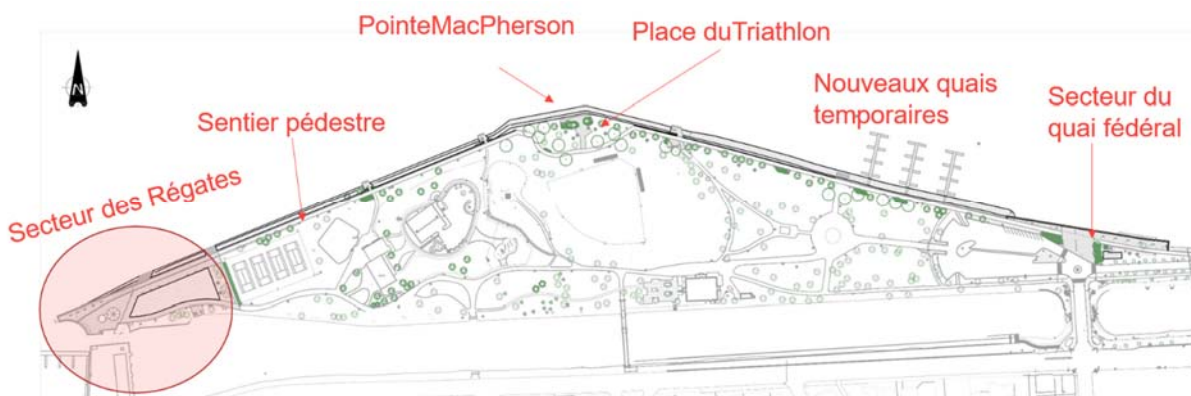 PointeMacPherson
Place duTriathlon
Nouveaux quais
temporaires
Secteur du
quai fédéral
Sentier pédestre
Secteur des Régates
N